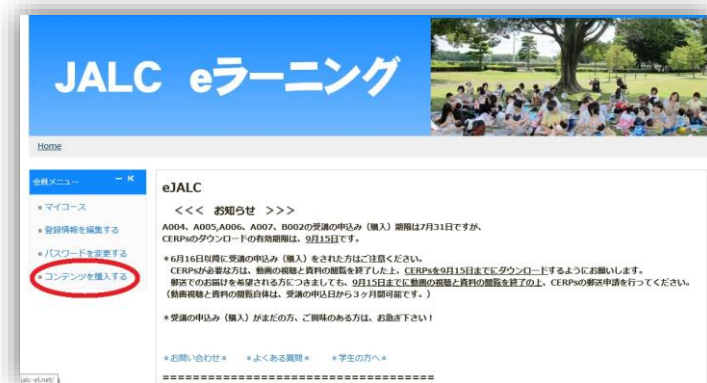 JALC eラーニング
Home
会員メニュー
マイコース
登録情報を編集する
パスワードを変更する
コンテンツを購入する
eJALC
<<< お知らせ >>>
A004、A005,A006、A007、B002の受講の申込み（購入）期限は7月31日ですが、
CERPsのダウンロードの有効期限は、9月15日です。
＊6月16日以降に受講の申込み（購入）をされた方はご注意ください。
CERPsが必要な方は、動画の視聴と資料の閲覧を終了した上、CERPsを9月15日までにダウンロードするようにお願いします。
郵送でのお届けを希望される方につきましても、9月15日までに動画の視聴と資料の閲覧を終了の上、CERPsの郵送申請を行ってください。
（動画視聴と資料の閲覧自体は、受講の申込日から3ヶ月間可能です。）
＊受講の申込み（購入）がまだの方、ご興味のある方は、お急ぎ下さい！
＊お問い合わせ＊ ＊よくある質問＊ ＊学生の方へ＊
===================================
alc-el.net/